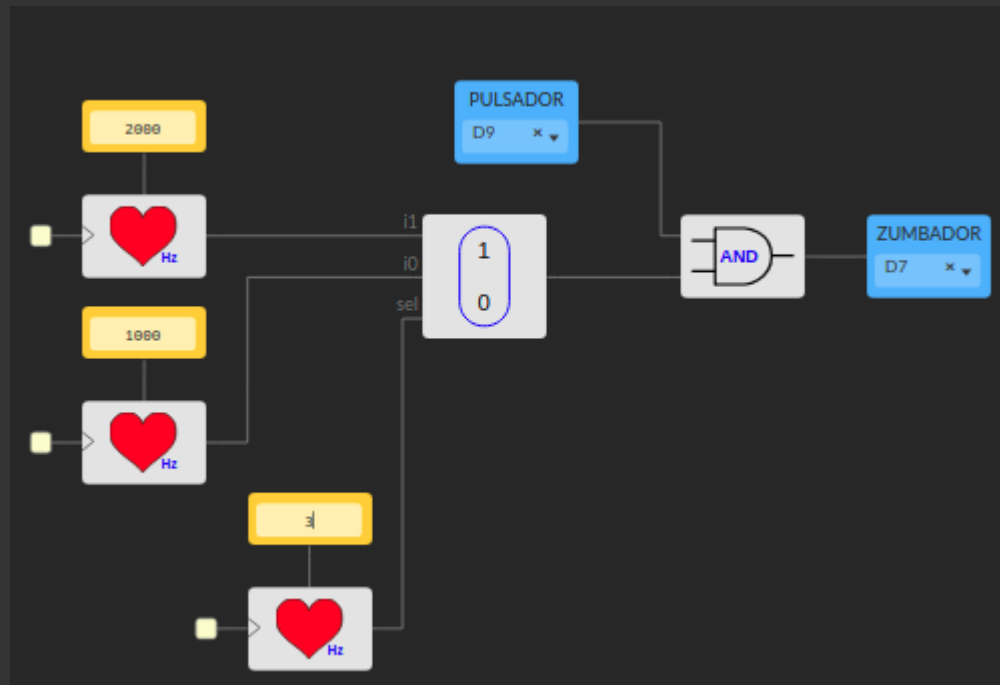 2000
Hz
1000
Hz
3
Hz
PULSADOR
D9
i1
i0
sel
1
0
AND
ZUMBADOR
D7